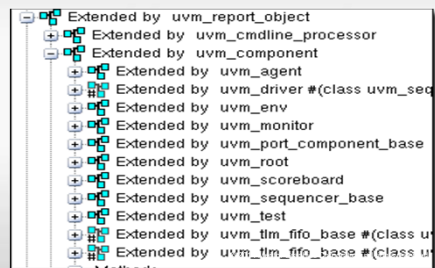 Extended by uvm_report_object
Extended by uvm_cmdline_processor
Extended by uvm_component
Extended by uvm_agent
Extended by uvm_driver #(class uvm_seq
Extended by uvm_env
Extended by uvm_monitor
Extended by uvm_port_component_base
Extended by uvm_root
Extended by uvm_scoreboard
Extended by uvm_sequencer_base
Extended by uvm_test
Extended by uvm_tlm_fifo_base #(class u
Extended by uvm_tlm_fifo_base #(class u